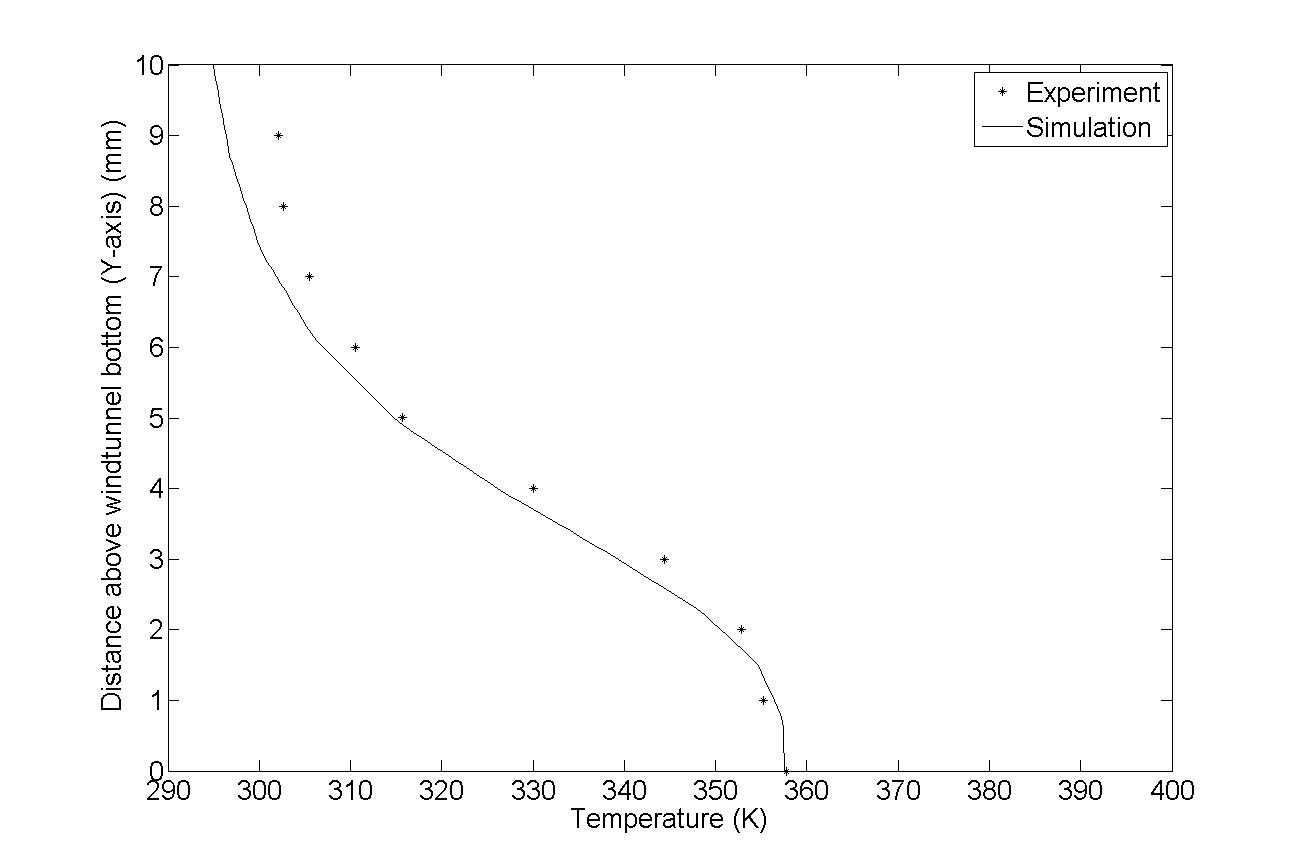 Experiment
Simulation
Distance above windtunnel bottom (Y-axis) (mm)
10
9
8
7
6
5
4
3
2
1
0
290 300 310 320 330 340 350 360 370 380 390 400
Temperature (K)